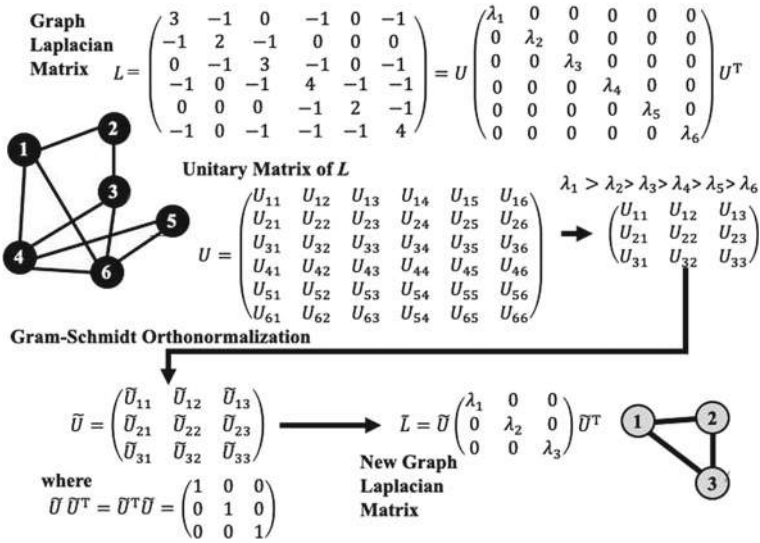 Graph
Laplacian
Matrix
L =
3 −1 0 −1 0 −1
−1 2 −1 0 0 0
0 −1 3 −1 0 −1
−1 0 −1 4 −1 −1
0 0 0 −1 2 −1
−1 0 −1 −1 −1 4
= U
λ₁ 0 0 0 0 0
0 λ₂ 0 0 0 0
0 0 λ₃ 0 0 0
0 0 0 λ₄ 0 0
0 0 0 0 λ₅ 0
0 0 0 0 0 λ₆
Uᵀ
1
2
3
5
4
6
Unitary Matrix of L
U =
U₁₁ U₁₂ U₁₃ U₁₄ U₁₅ U₁₆
U₂₁ U₂₂ U₂₃ U₂₄ U₂₅ U₂₆
U₃₁ U₃₂ U₃₃ U₃₄ U₃₅ U₃₆
U₄₁ U₄₂ U₄₃ U₄₄ U₄₅ U₄₆
U₅₁ U₅₂ U₅₃ U₅₄ U₅₅ U₅₆
U₆₁ U₆₂ U₆₃ U₅₄ U₆₅ U₆₆
λ₁ > λ₂> λ₃> λ₄> λ₅> λ₆
U₁₁ U₁₂ U₁₃
U₂₁ U₂₂ U₂₃
U₃₁ U₃₂ U₃₃
Gram-Schmidt Orthonormalization
Ũ =
Ũ₁₁ Ũ₁₂ Ũ₁₃
Ũ₂₁ Ũ₂₂ Ũ₂₃
Ũ₃₁ Ũ₃₂ Ũ₃₃
where
Ũ Ũᵀ = ŨᵀŨ =
1 0 0
0 1 0
0 0 1
L̃ = Ũ
λ₁ 0 0
0 λ₂ 0
0 0 λ₃
Ũᵀ
New Graph
Laplacian
Matrix
1
2
3